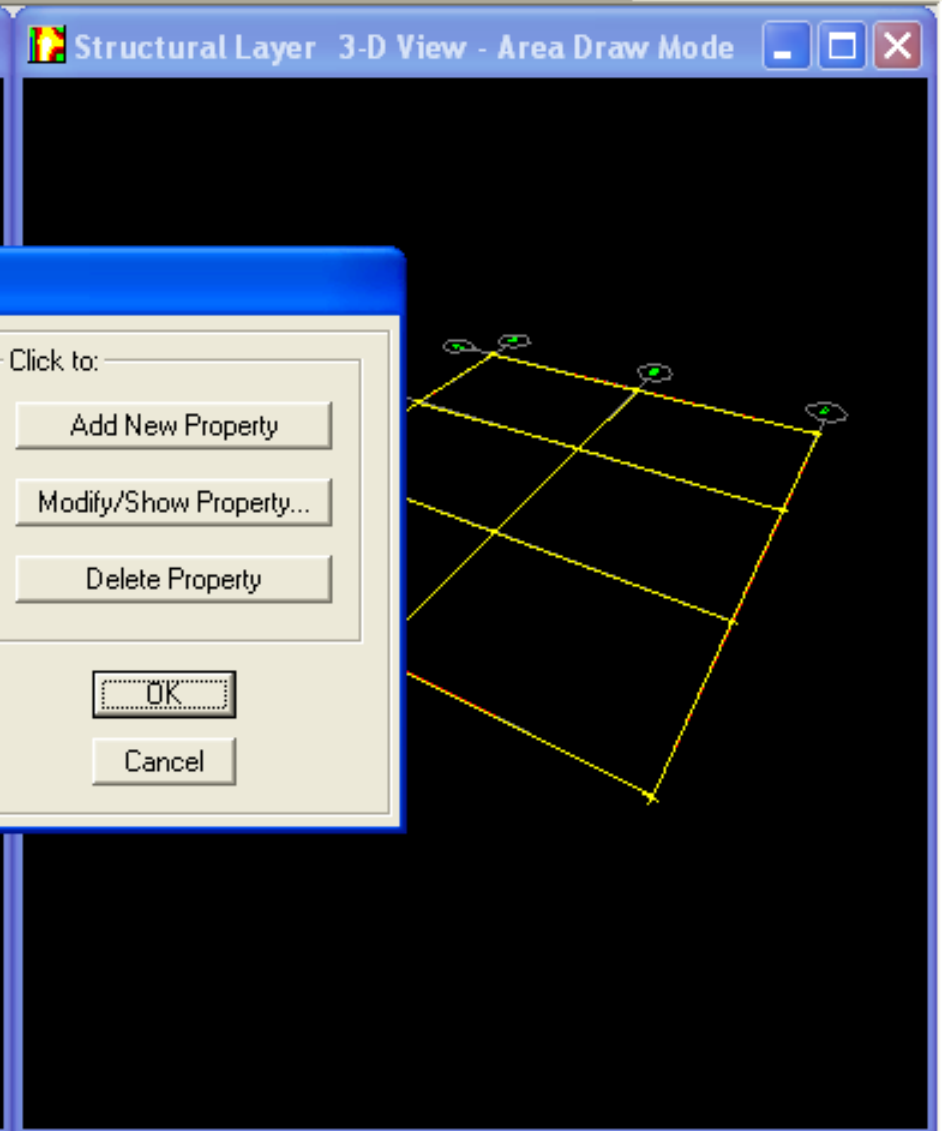 Structural Layer 3-D View - Area Draw Mode
Click to:
Add New Property
Modify/Show Property...
Delete Property
OK
Cancel